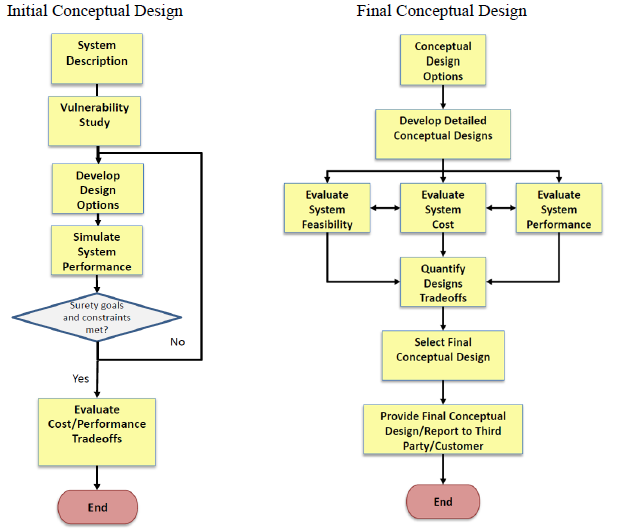 Initial Conceptual Design
System
Description
Vulnerability
Study
Develop
Design
Options
Simulate
System
Performance
Surety goals
and constraints
met?
No
Yes
Evaluate
Cost/Performance
Tradeoffs
End
Final Conceptual Design
Conceptual
Design
Options
Develop Detailed
Conceptual Designs
Evaluate
System
Feasibility
Evaluate
System
Cost
Evaluate
System
Performance
Quantify
Designs
Tradeoffs
Select Final
Conceptual Design
Provide Final Conceptual
Design/Report to Third
Party/Customer
End